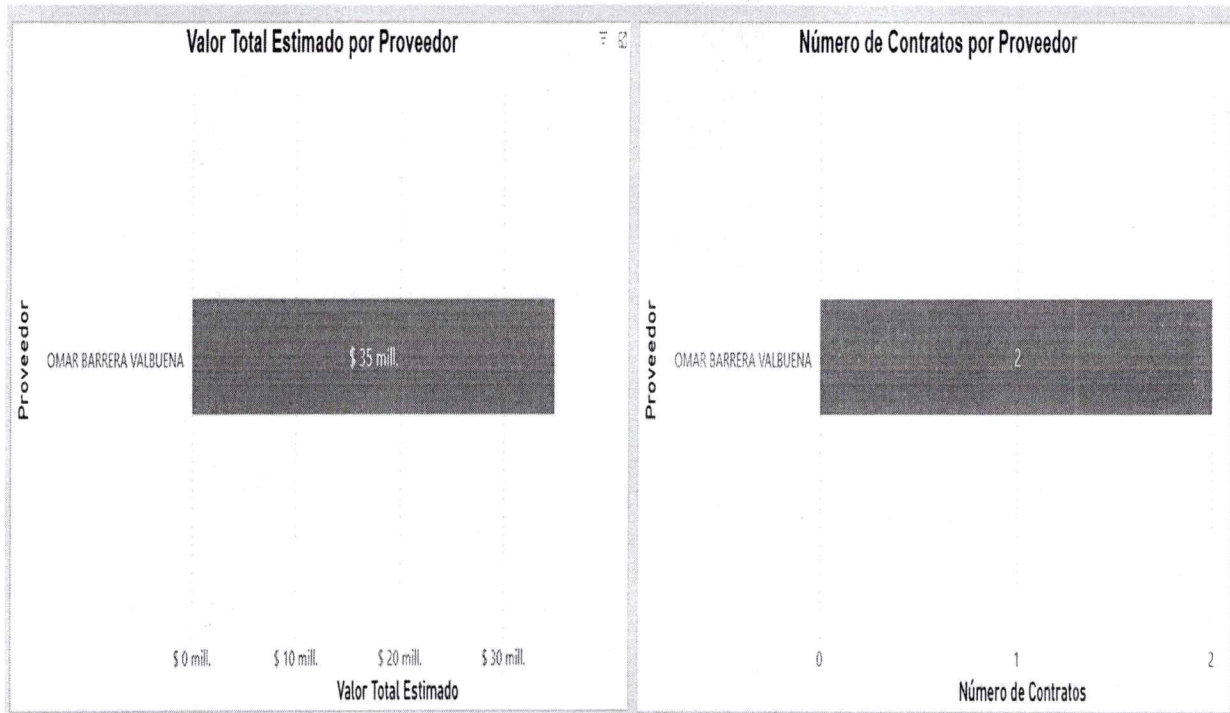 Valor Total Estimado por Proveedor
Proveedor
OMAR BARRERA VALBUENA
$ 35 mill.
$ 0 mill.
$ 10 mill.
$ 20 mill.
$ 30 mill.
Valor Total Estimado
Número de Contratos por Proveedor
Proveedor
OMAR BARRERA VALBUENA
2
0
1
2
Número de Contratos